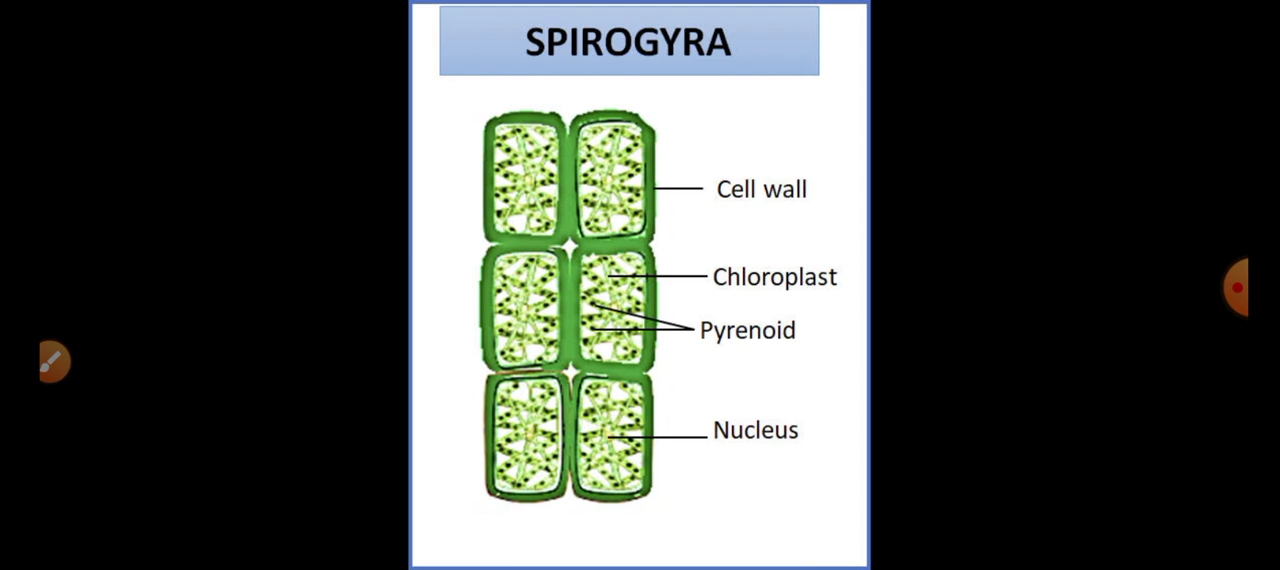 SPIROGYRA
Cell wall
Chloroplast
Pyrenoid
Nucleus